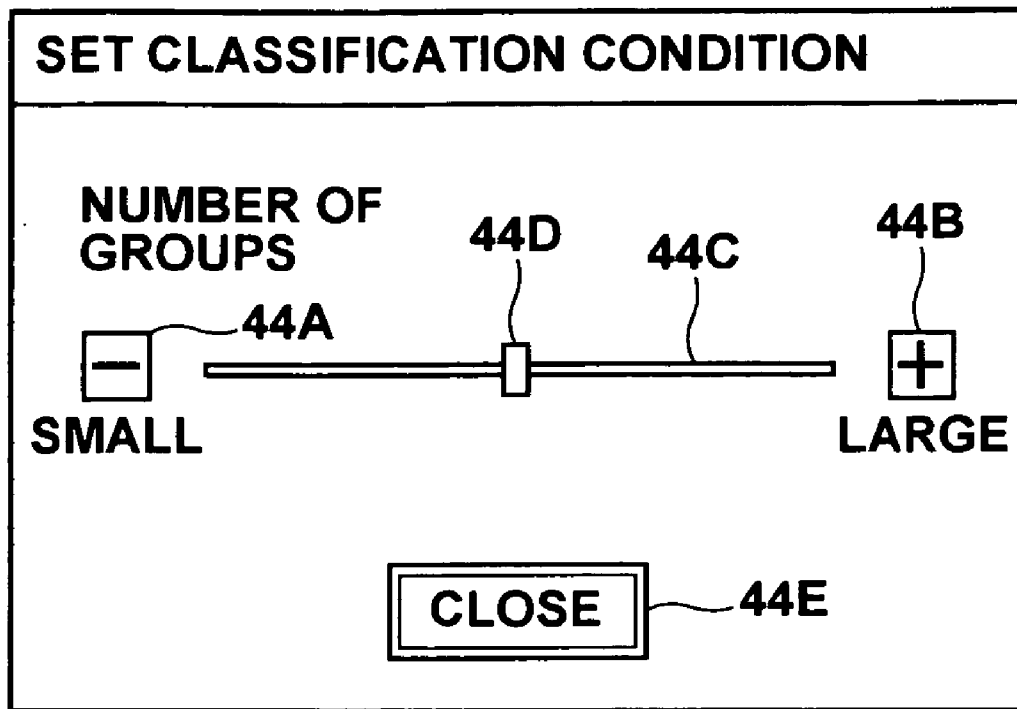 SET CLASSIFICATION CONDITION
NUMBER OF
GROUPS
44D
44C
44B
44A
−
+
SMALL
LARGE
CLOSE
44E